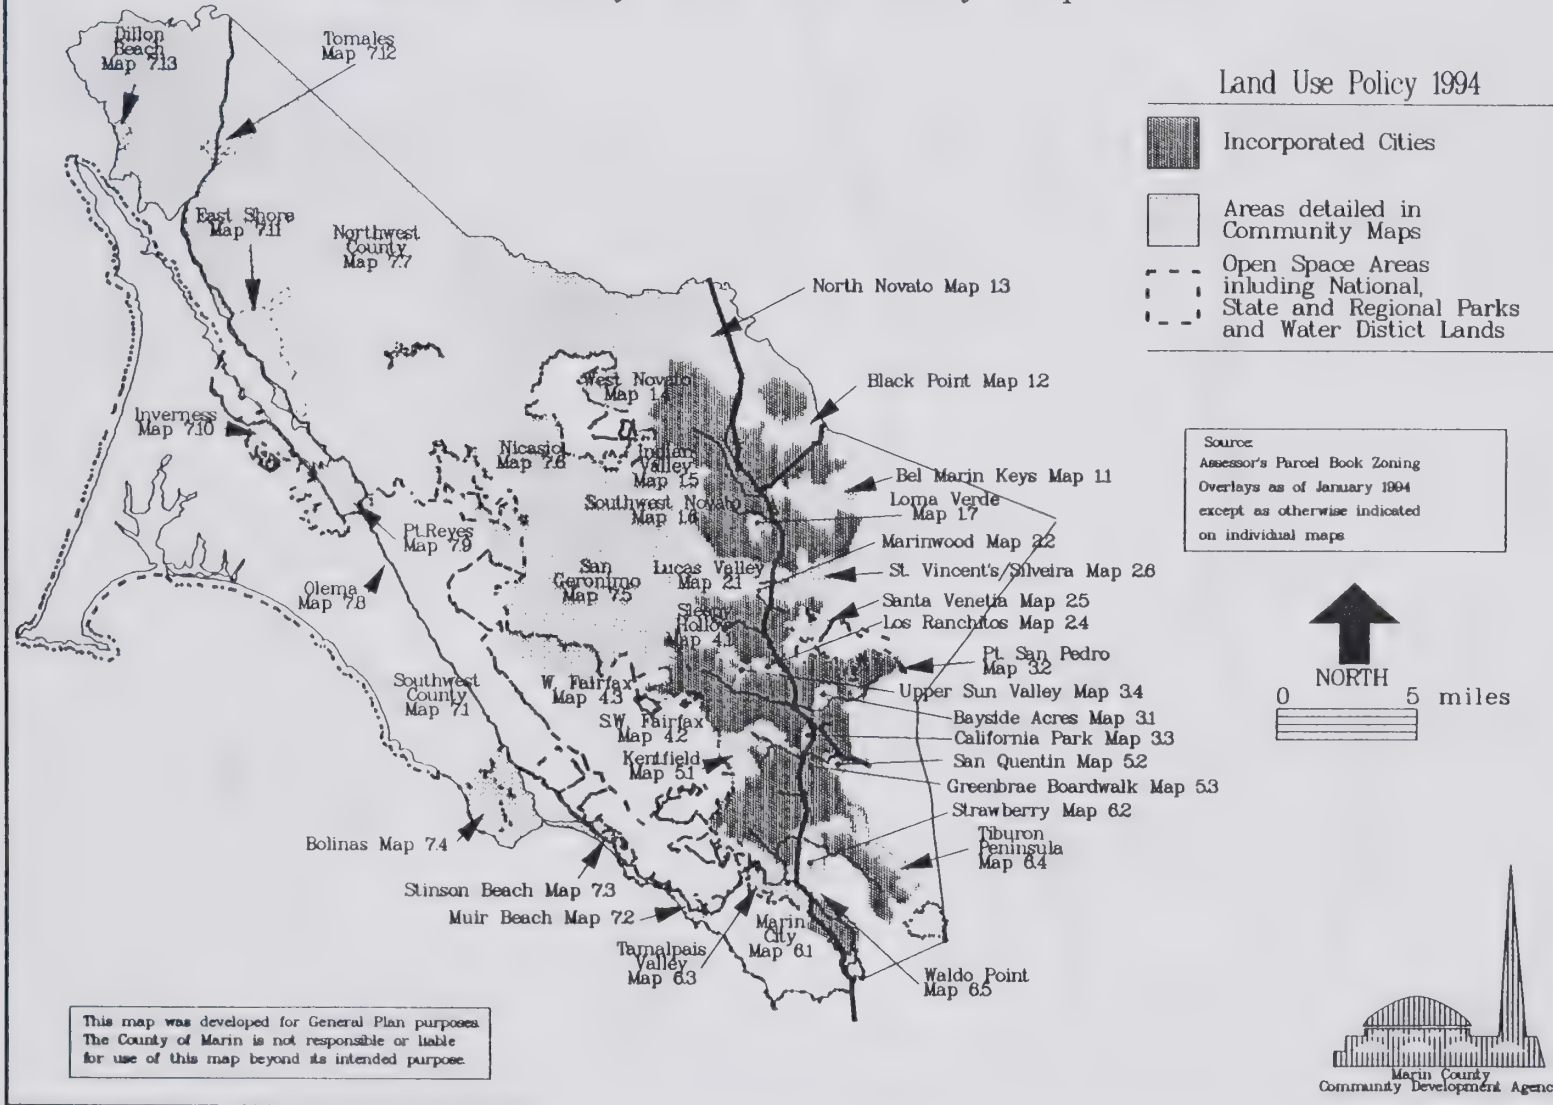 Dillon
Beach
Map 7.13
Tomales
Map 7.12
East Shore
Map 7.11
Northwest
County
Map 7.7
North Novato Map 1.3
West Novato
Map 1.4
Black Point Map 1.2
Inverness
Map 7.10
Nicasio
Map 7.6
Indian
Valley
Map 1.5
Bel Marin Keys Map 1.1
Southwest Novato
Map 1.6
Loma Verde
Map 1.7
Pt.Reyes
Map 7.9
Marinwood Map 2.2
San
Geronimo
Map 7.5
Lucas Valley
Map 2.1
St. Vincent's Silveira Map 2.6
Olema
Map 7.8
Sleepy
Hollow
Map 4.1
Santa Venetia Map 2.5
Los Ranchitos Map 2.4
Pt. San Pedro
Map 3.2
Southwest
County
Map 7.1
W. Fairfax
Map 4.3
Upper Sun Valley Map 3.4
S.W. Fairfax
Map 4.2
Bayside Acres Map 3.1
California Park Map 3.3
Kentfield
Map 5.1
San Quentin Map 5.2
Greenbrae Boardwalk Map 5.3
Strawberry Map 6.2
Bolinas Map 7.4
Tiburon
Peninsula
Map 6.4
Stinson Beach Map 7.3
Muir Beach Map 7.2
Marin
City
Map 6.1
Tamalpais
Valley
Map 6.3
Waldo Point
Map 6.5
Land Use Policy 1994
Incorporated Cities
Areas detailed in
Community Maps
Open Space Areas
inluding National,
State and Regional Parks
and Water Distict Lands
Source:
Assessor's Parcel Book Zoning
Overlays as of January 1994
except as otherwise indicated
on individual maps
NORTH
0 5 miles
This map was developed for General Plan purposes.
The County of Marin is not responsible or liable
for use of this map beyond its intended purpose.
Marin County
Community Development Agenc